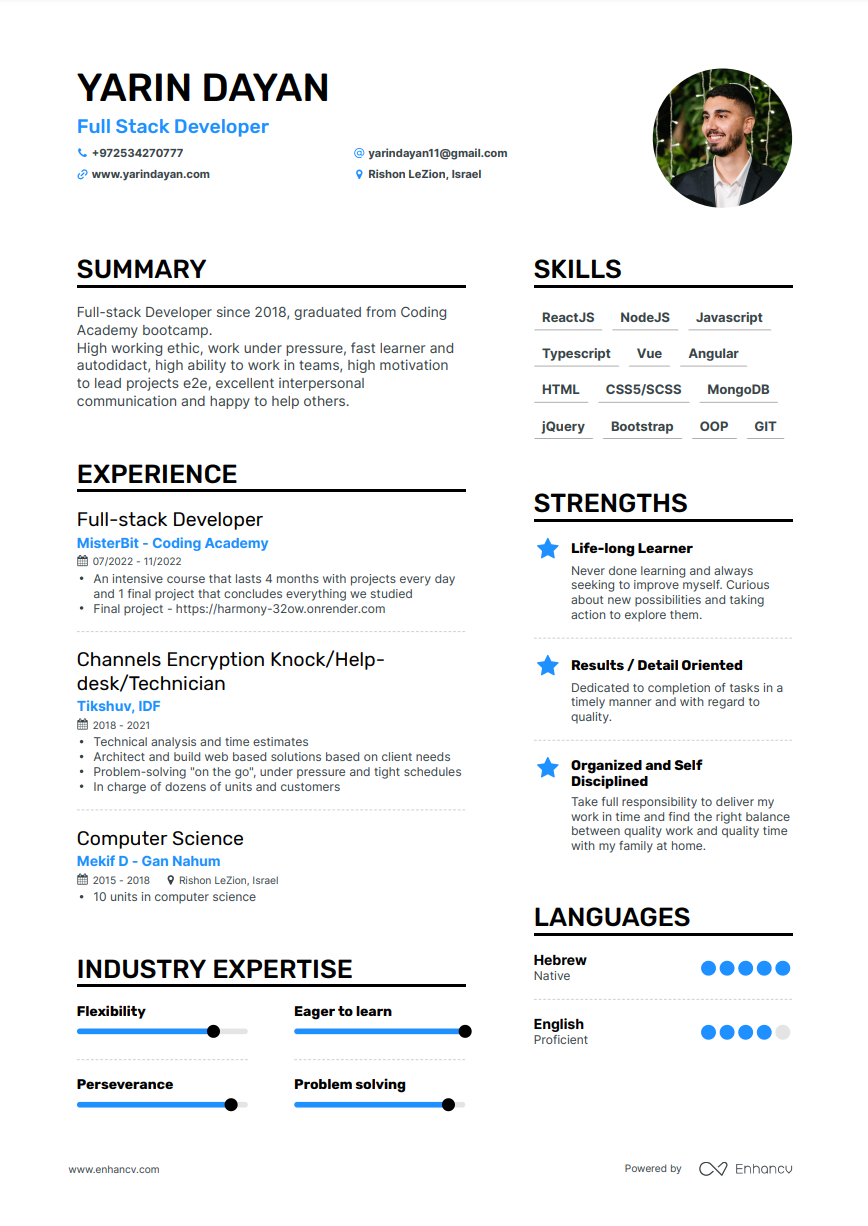 YARIN DAYAN
Full Stack Developer
+972534270777
yarindayan11@gmail.com
www.yarindayan.com
Rishon LeZion, Israel
SUMMARY
Full-stack Developer since 2018, graduated from Coding
Academy bootcamp.
High working ethic, work under pressure, fast learner and
autodidact, high ability to work in teams, high motivation
to lead projects e2e, excellent interpersonal
communication and happy to help others.
EXPERIENCE
Full-stack Developer
MisterBit - Coding Academy
07/2022 - 11/2022
• An intensive course that lasts 4 months with projects every day
and 1 final project that concludes everything we studied
• Final project - https://harmony-32ow.onrender.com
Channels Encryption Knock/Help-
desk/Technician
Tikshuv, IDF
2018 - 2021
• Technical analysis and time estimates
• Architect and build web based solutions based on client needs
• Problem-solving "on the go", under pressure and tight schedules
• In charge of dozens of units and customers
Computer Science
Mekif D - Gan Nahum
2015 - 2018 Rishon LeZion, Israel
• 10 units in computer science
INDUSTRY EXPERTISE
Flexibility
Eager to learn
Perseverance
Problem solving
SKILLS
ReactJS NodeJS Javascript
Typescript Vue Angular
HTML CSS5/SCSS MongoDB
jQuery Bootstrap OOP GIT
STRENGTHS
Life-long Learner
Never done learning and always
seeking to improve myself. Curious
about new possibilities and taking
action to explore them.
Results / Detail Oriented
Dedicated to completion of tasks in a
timely manner and with regard to
quality.
Organized and Self
Disciplined
Take full responsibility to deliver my
work in time and find the right balance
between quality work and quality time
with my family at home.
LANGUAGES
Hebrew
Native
English
Proficient
www.enhancv.com
Powered by Enhancv